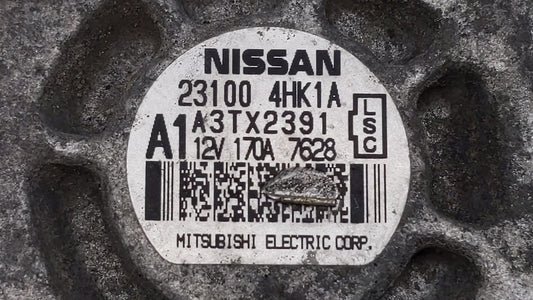 NISSAN
23100 4HK1A
A1 A3TX2391 LSC
12V 170A 7628
MITSUBISHI ELECTRIC CORP.